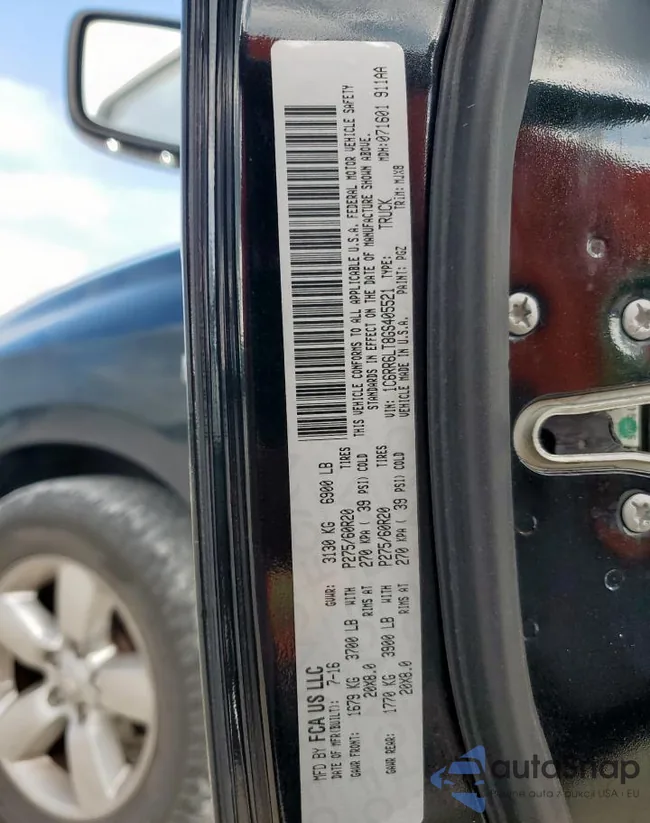 MFD BY FCA US LLC
DATE OF MFR(BUILT): 7-16 GVWR: 3130 KG 6900 LB
GAWR FRONT: 1679 KG 3700 LB WITH P275/60R20 TIRES
20X8.0 RIMS AT 270 KPA ( 39 PSI) COLD
GAWR REAR: 1770 KG 3900 LB WITH P275/60R20 TIRES
20X8.0 RIMS AT 270 KPA ( 39 PSI) COLD
THIS VEHICLE CONFORMS TO ALL APPLICABLE U.S.A. FEDERAL MOTOR VEHICLE SAFETY
STANDARDS IN EFFECT ON THE DATE OF MANUFACTURE SHOWN ABOVE.
VIN: 1C6RR6LT8GS405521 TYPE: TRUCK MDH:071601 911AA
VEHICLE MADE IN U.S.A. PAINT: PGZ TRIM: MJX8
autoSnap
aukcji USA i EU